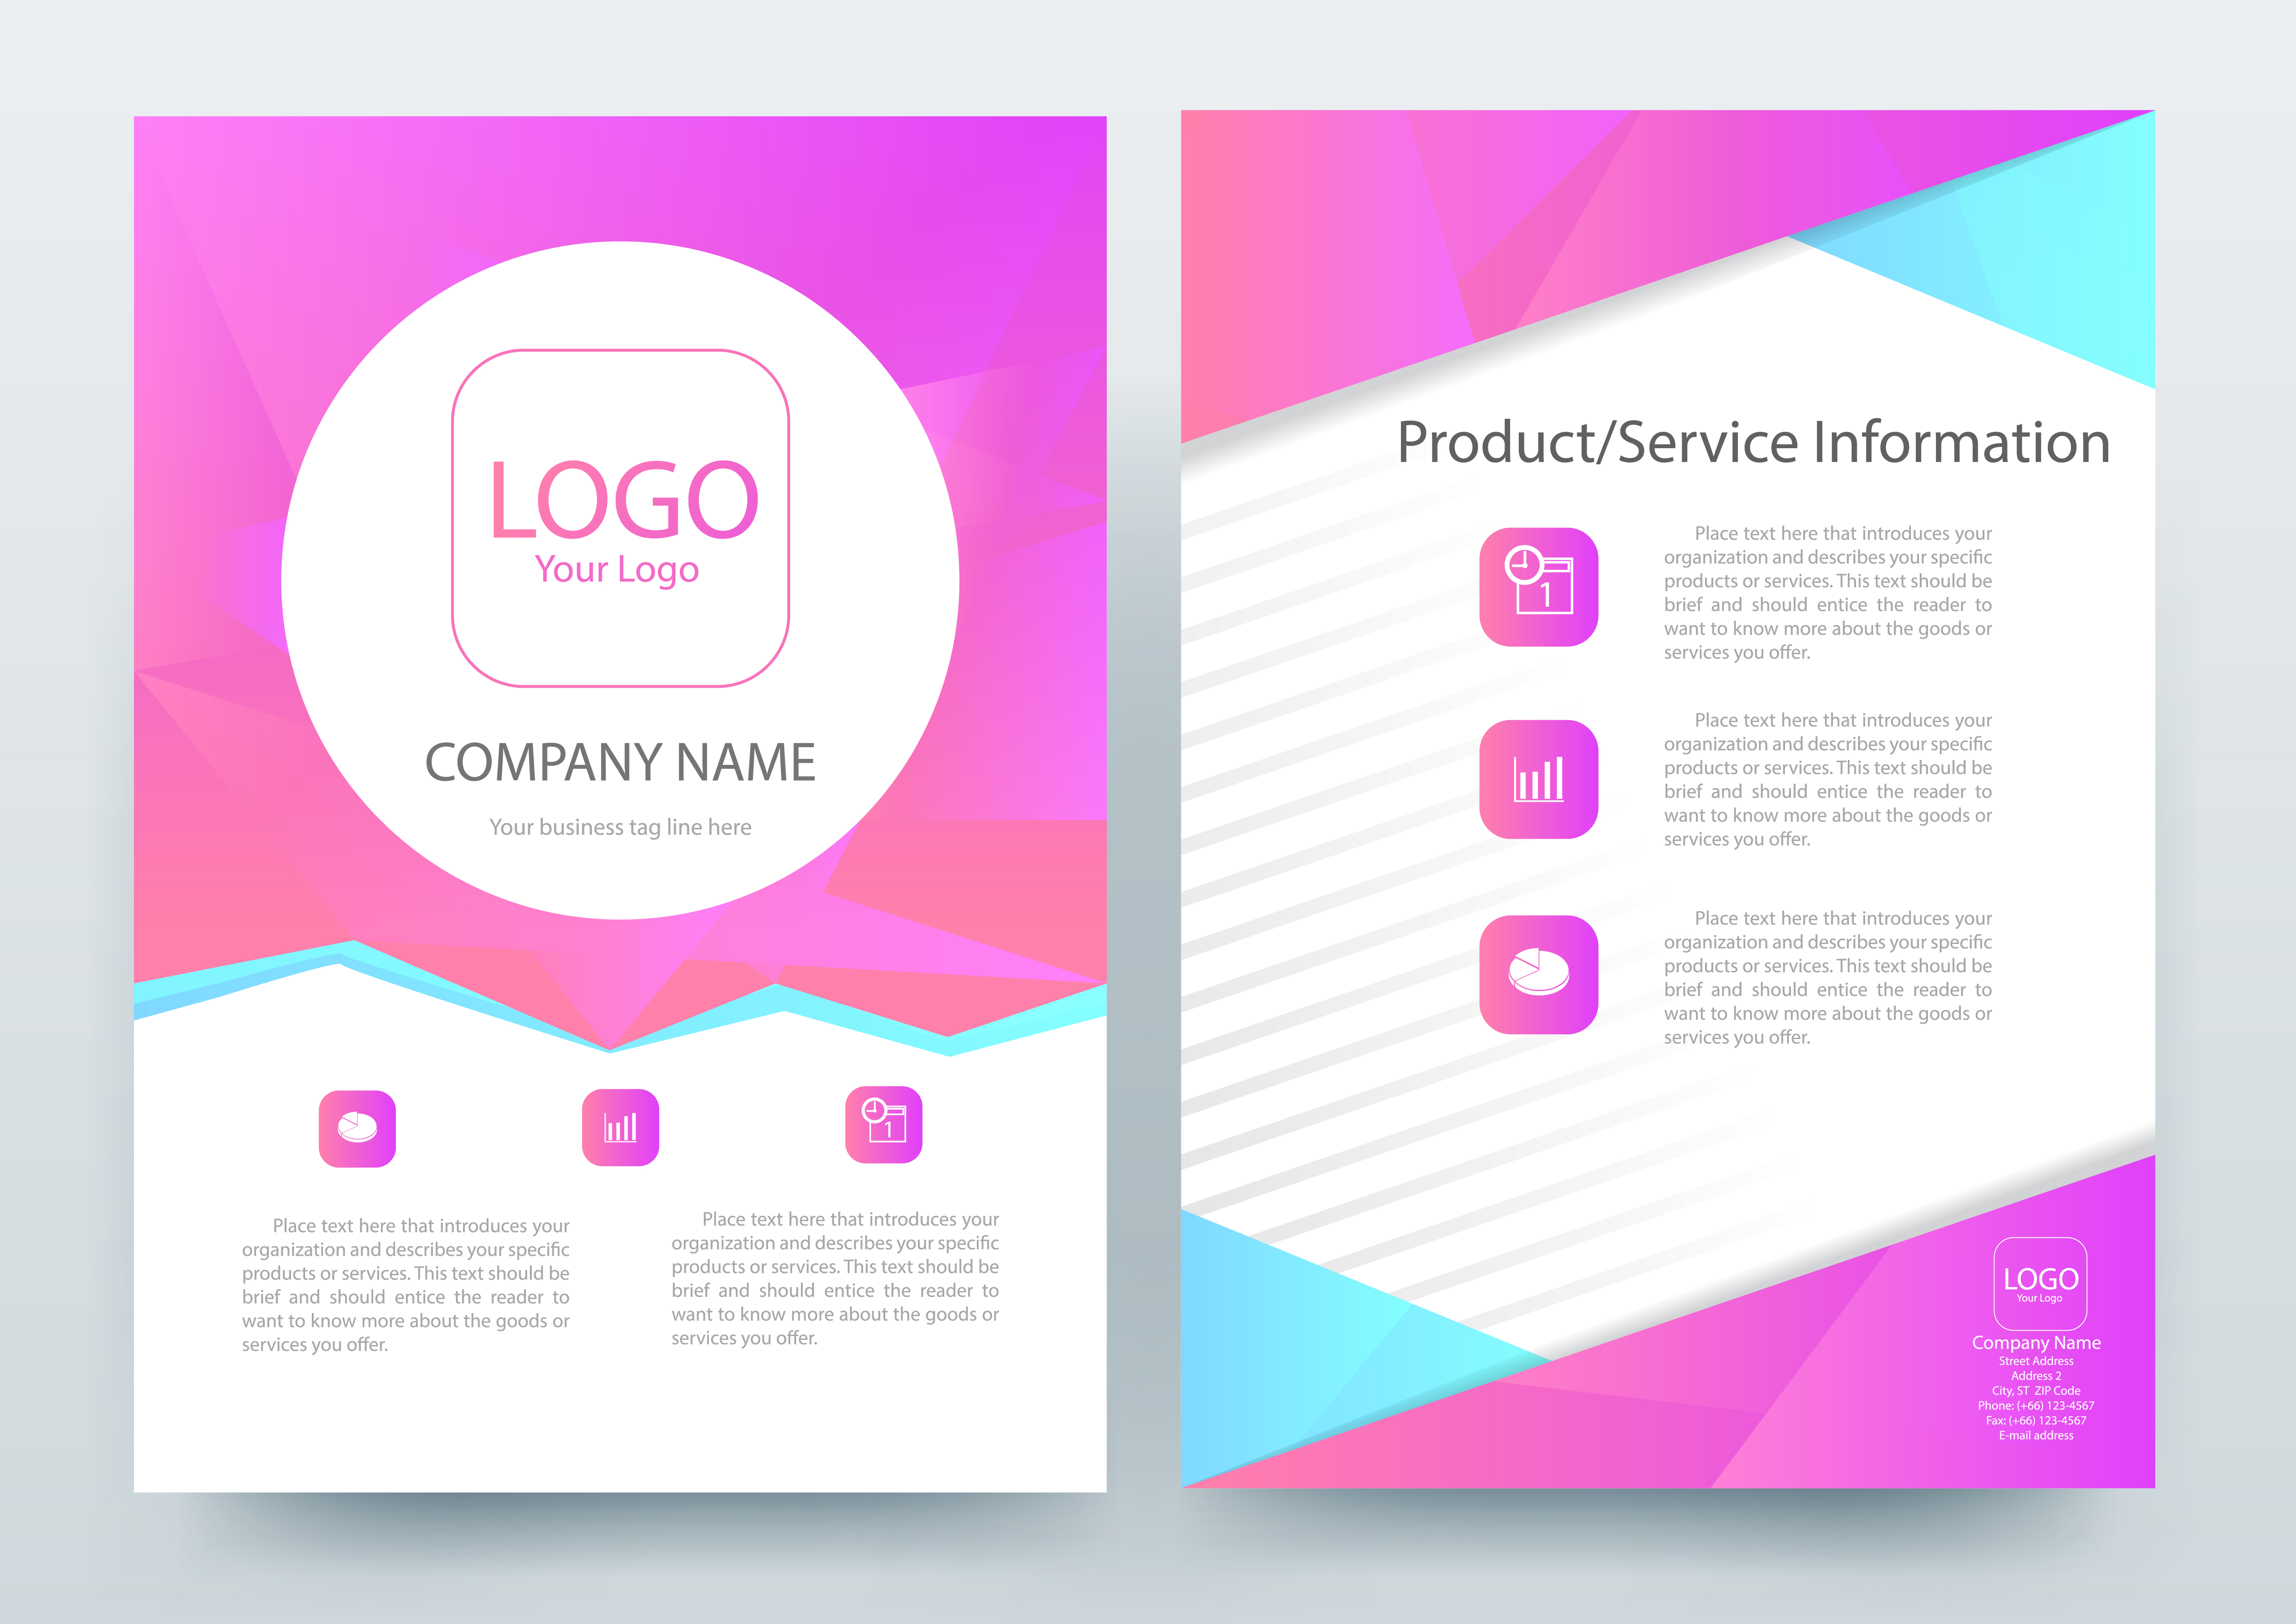 LOGO
Your Logo
COMPANY NAME
Your business tag line here
1
Place text here that introduces your
organization and describes your specific
products or services. This text should be
brief and should entice the reader to
want to know more about the goods or
services you offer.
Place text here that introduces your
organization and describes your specific
products or services. This text should be
brief and should entice the reader to
want to know more about the goods or
services you offer.
Product/Service Information
1
Place text here that introduces your
organization and describes your specific
products or services. This text should be
brief and should entice the reader to
want to know more about the goods or
services you offer.
Place text here that introduces your
organization and describes your specific
products or services. This text should be
brief and should entice the reader to
want to know more about the goods or
services you offer.
Place text here that introduces your
organization and describes your specific
products or services. This text should be
brief and should entice the reader to
want to know more about the goods or
services you offer.
LOGO
Your Logo
Company Name
Street Address
Address 2
City, ST  ZIP Code
Phone: (+66) 123-4567
Fax: (+66) 123-4567
E-mail address